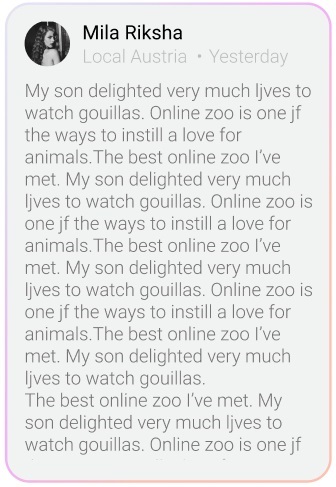 Mila Riksha
Local Austria • Yesterday
My son delighted very much ljves to
watch gouillas. Online zoo is one jf
the ways to instill a love for
animals.The best online zoo I’ve
met. My son delighted very much
ljves to watch gouillas. Online zoo is
one jf the ways to instill a love for
animals.The best online zoo I’ve
met. My son delighted very much
ljves to watch gouillas. Online zoo is
one jf the ways to instill a love for
animals.The best online zoo I’ve
met. My son delighted very much
ljves to watch gouillas.
The best online zoo I’ve met. My
son delighted very much ljves to
watch gouillas. Online zoo is one jf